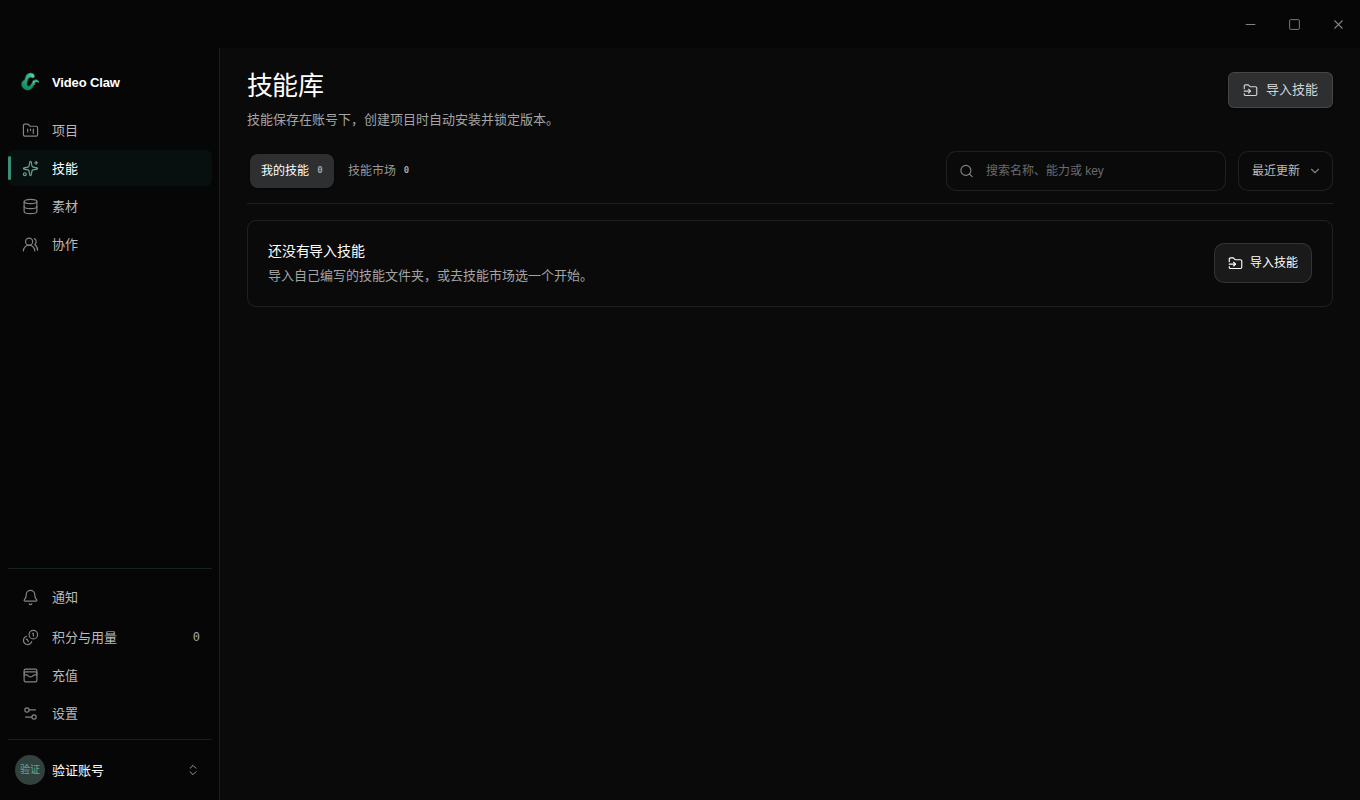 Video Claw
项目
技能
素材
协作
通知
积分与用量 0
充值
设置
验证 验证账号
技能库
技能保存在账号下，创建项目时自动安装并锁定版本。
导入技能
我的技能 0 技能市场 0
搜索名称、能力或 key
最近更新
还没有导入技能
导入自己编写的技能文件夹，或去技能市场选一个开始。
导入技能